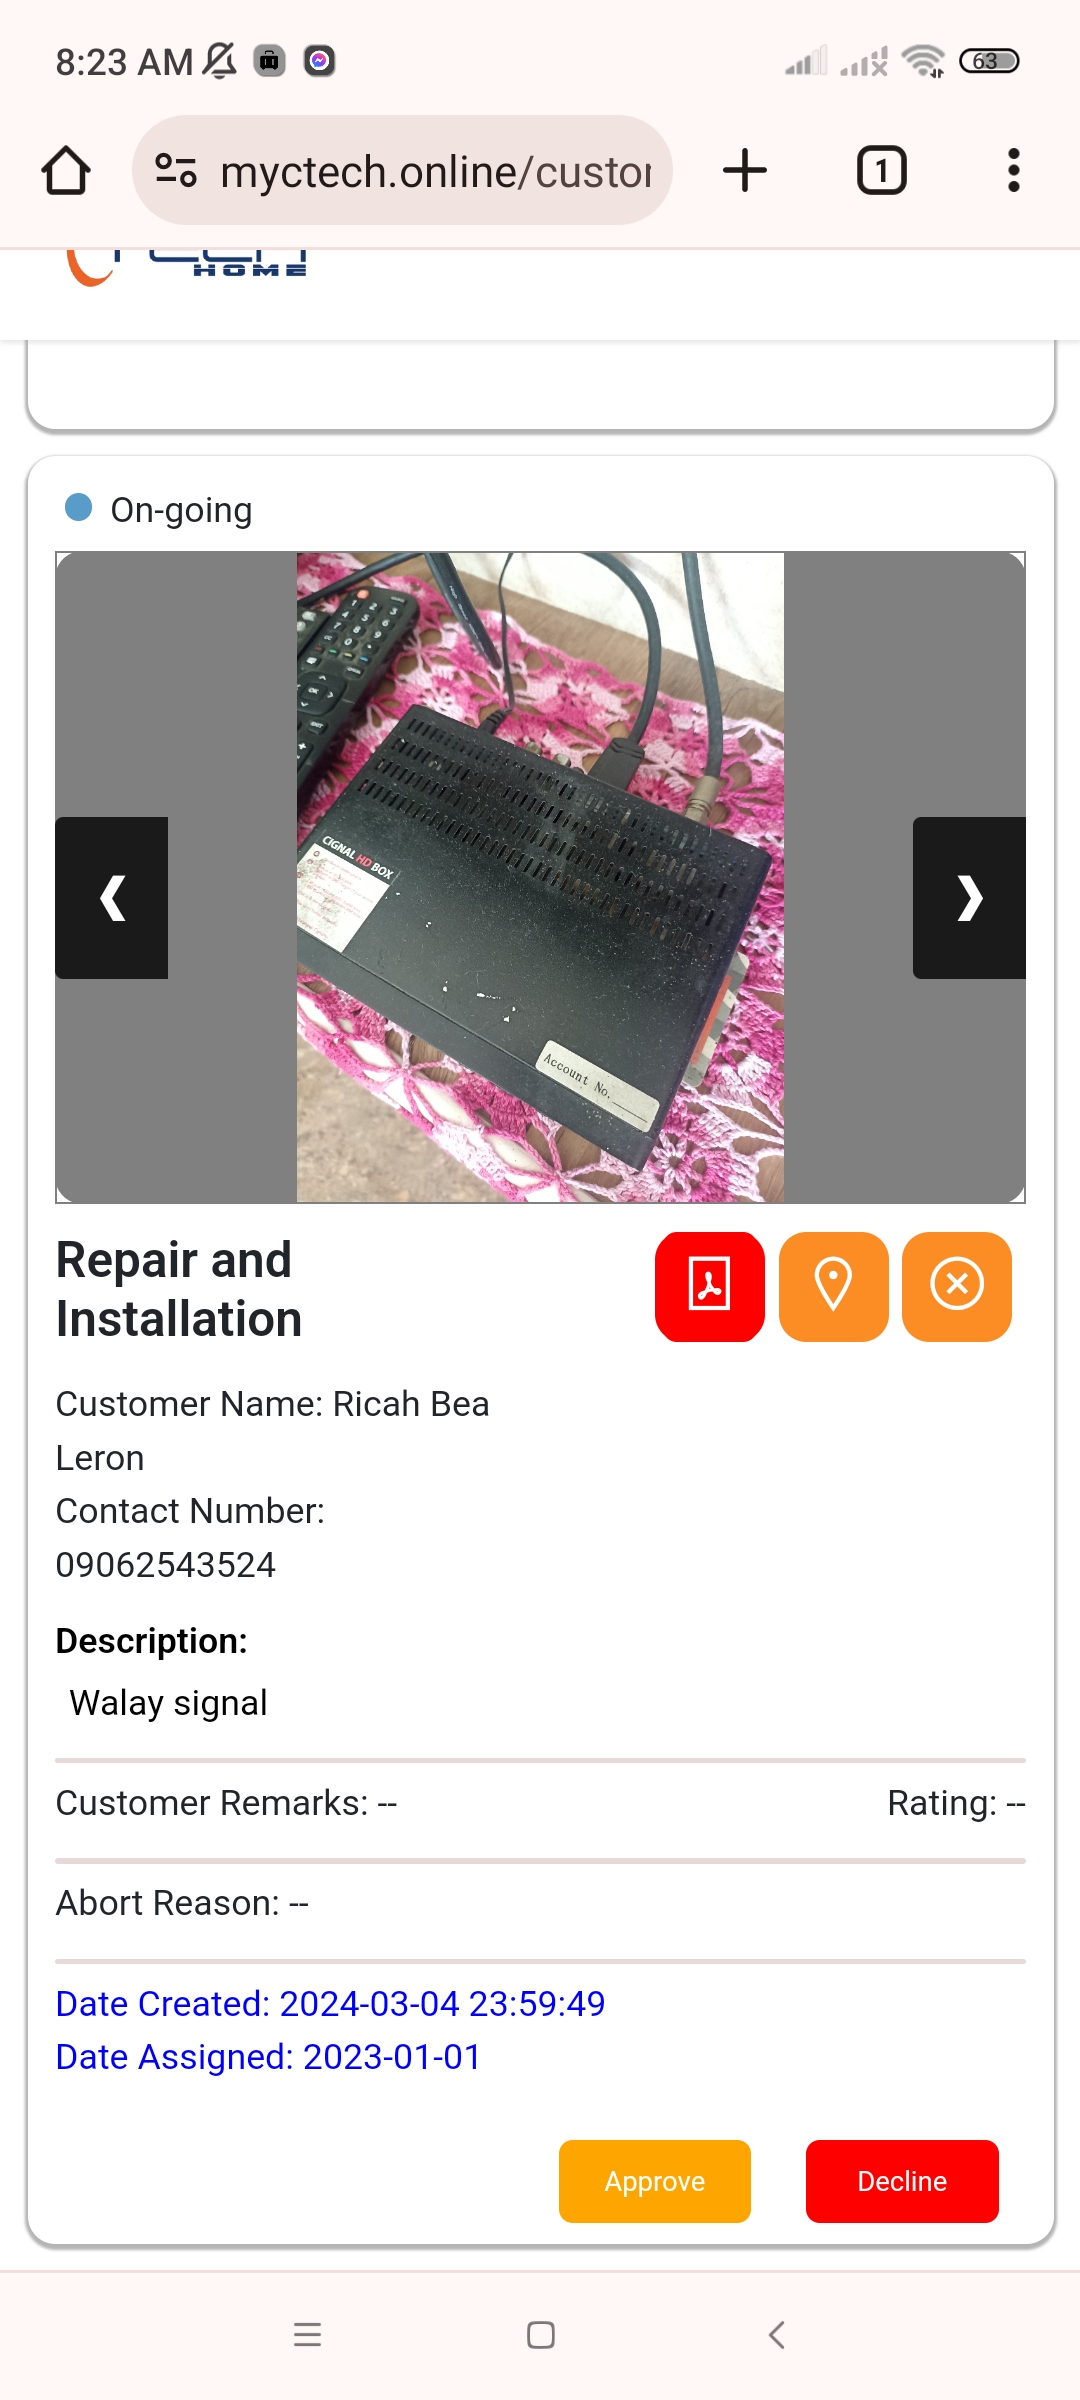 8:23 AM
63
myctech.online/custor
1
HOME
On-going
CIGNAL HD BOX
Account No.
Repair and
Installation
Customer Name: Ricah Bea
Leron
Contact Number:
09062543524
Description:
Walay signal
Customer Remarks: --
Rating: --
Abort Reason: --
Date Created: 2024-03-04 23:59:49
Date Assigned: 2023-01-01
Approve
Decline